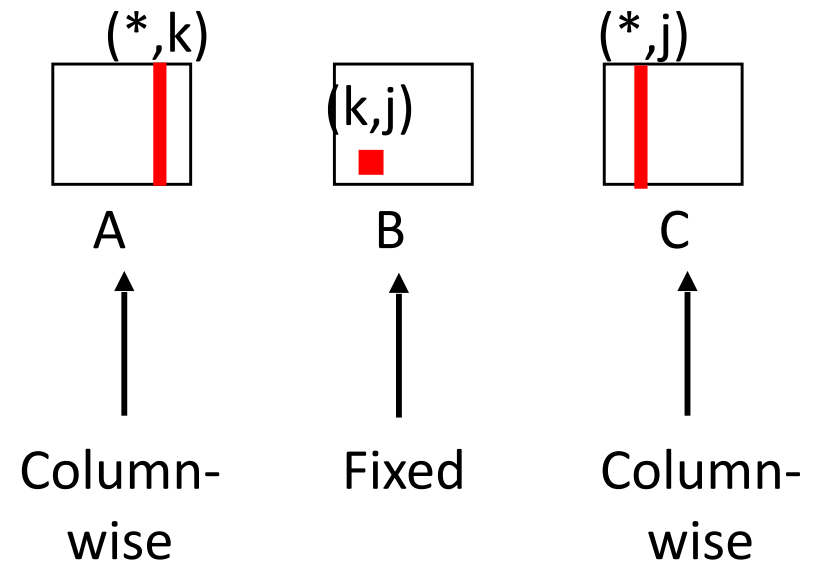 (*,k)
(*,j)
(k,j)
A
B
C
Column-
wise
Fixed
Column-
wise